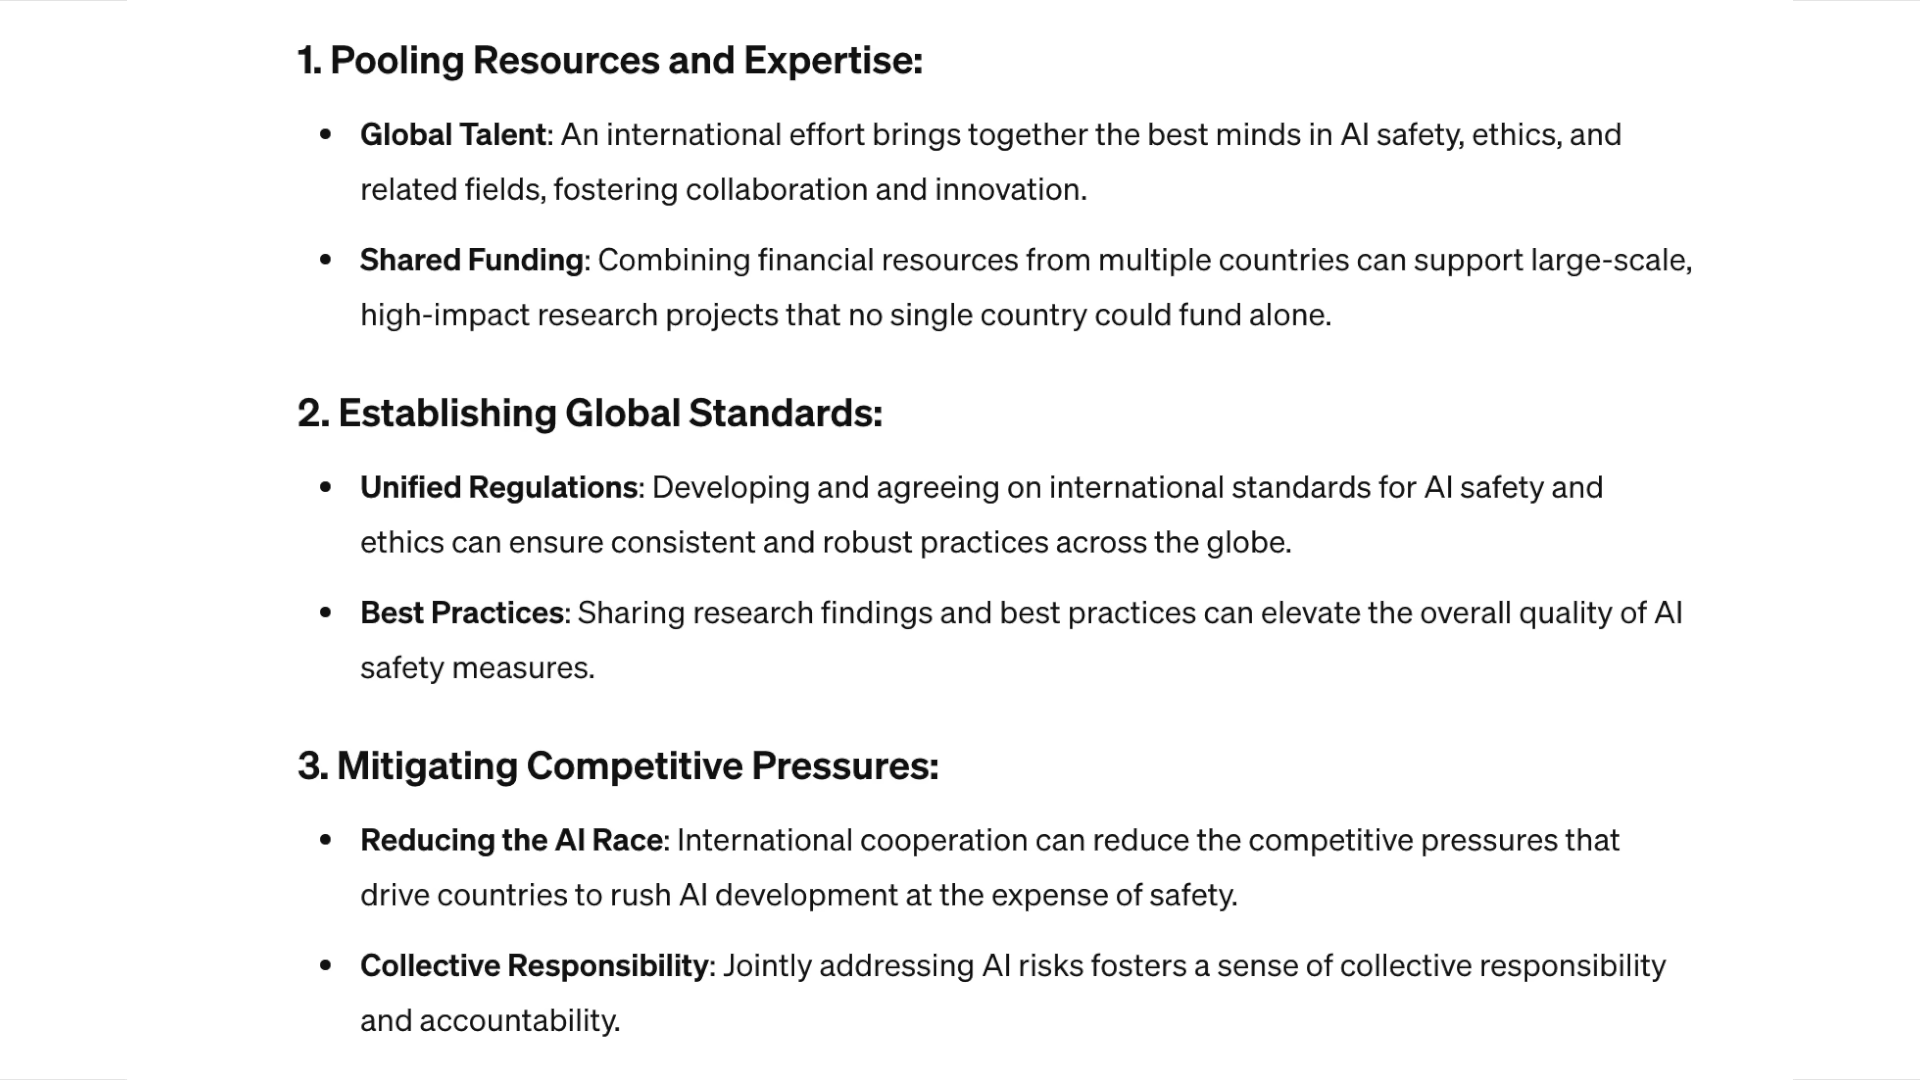 1. Pooling Resources and Expertise:
• Global Talent: An international effort brings together the best minds in AI safety, ethics, and
related fields, fostering collaboration and innovation.
• Shared Funding: Combining financial resources from multiple countries can support large-scale,
high-impact research projects that no single country could fund alone.
2. Establishing Global Standards:
• Unified Regulations: Developing and agreeing on international standards for AI safety and
ethics can ensure consistent and robust practices across the globe.
• Best Practices: Sharing research findings and best practices can elevate the overall quality of AI
safety measures.
3. Mitigating Competitive Pressures:
• Reducing the AI Race: International cooperation can reduce the competitive pressures that
drive countries to rush AI development at the expense of safety.
• Collective Responsibility: Jointly addressing AI risks fosters a sense of collective responsibility
and accountability.